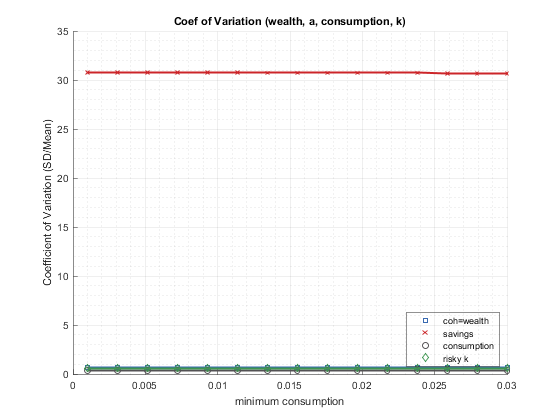 Coef of Variation (wealth, a, consumption, k)
35
30
25
20
15
10
5
0
Coefficient of Variation (SD/Mean)
coh=wealth
savings
consumption
risky k
0 0.005 0.01 0.015 0.02 0.025 0.03
minimum consumption